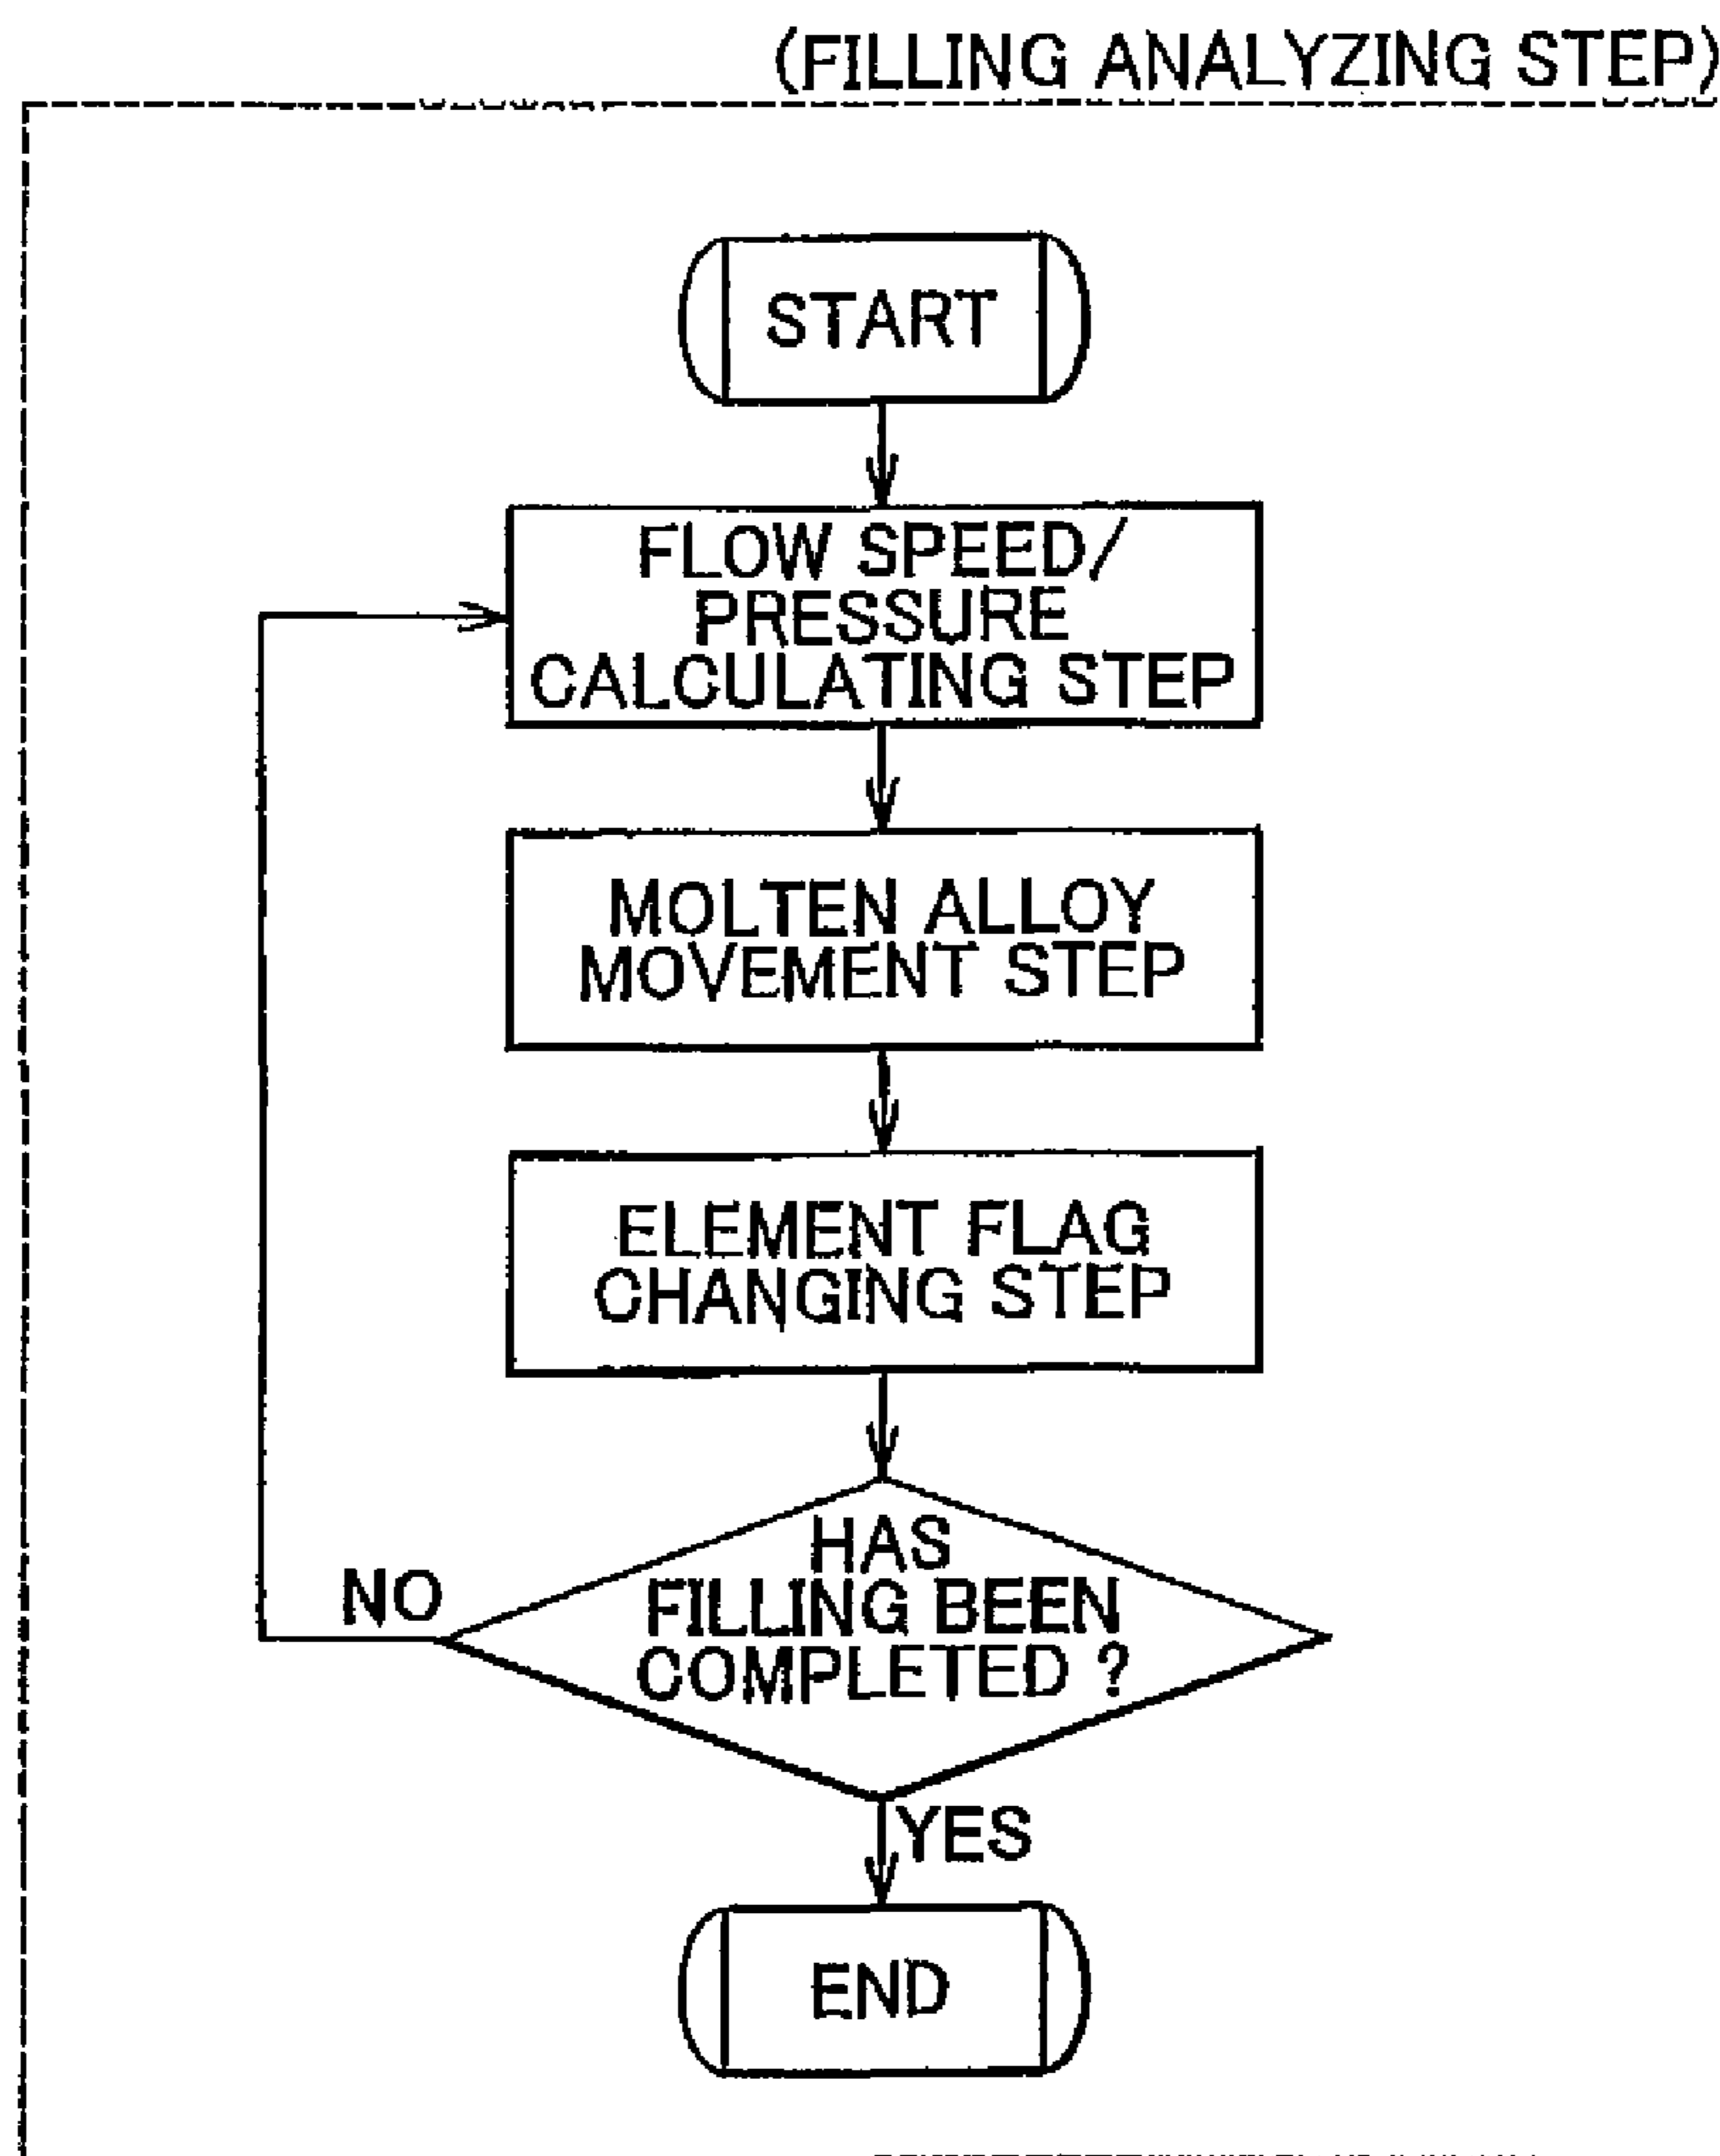 (FILLING ANALYZING STEP)
START
FLOW SPEED/
PRESSURE
CALCULATING STEP
MOLTEN ALLOY
MOVEMENT STEP
ELEMENT FLAG
CHANGING STEP
HAS
FILLING BEEN
COMPLETED ?
NO
YES
END